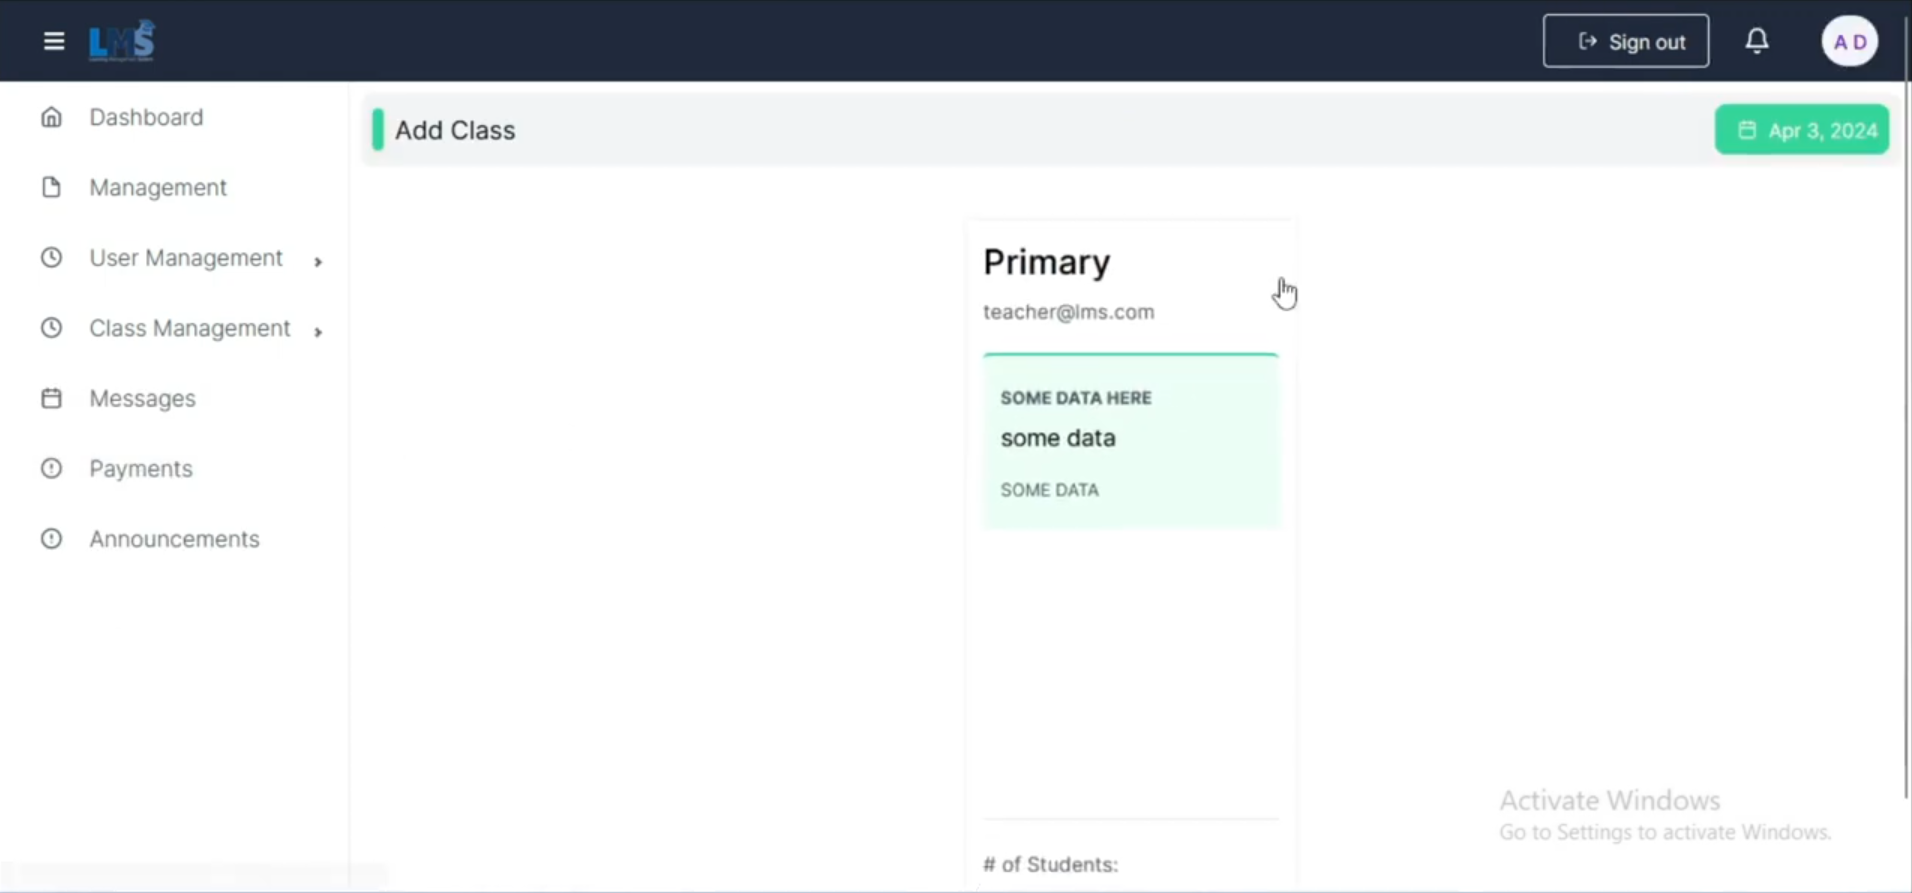 LMS
Sign out
A D
Dashboard
Management
User Management
Class Management
Messages
Payments
Announcements
Add Class
Apr 3, 2024
Primary
teacher@lms.com
SOME DATA HERE
some data
SOME DATA
# of Students:
Activate Windows
Go to Settings to activate Windows.